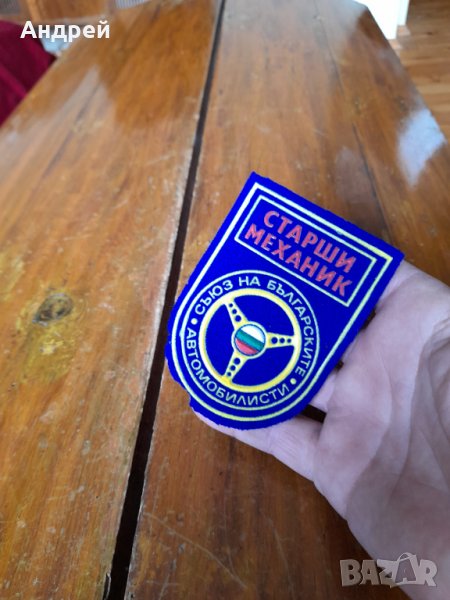 Андрей
СТАРШИ
МЕХАНИК
СЪЮЗ НА БЪЛГАРСКИТЕ
• АВТОМОБИЛИСТИ •
BAZAR